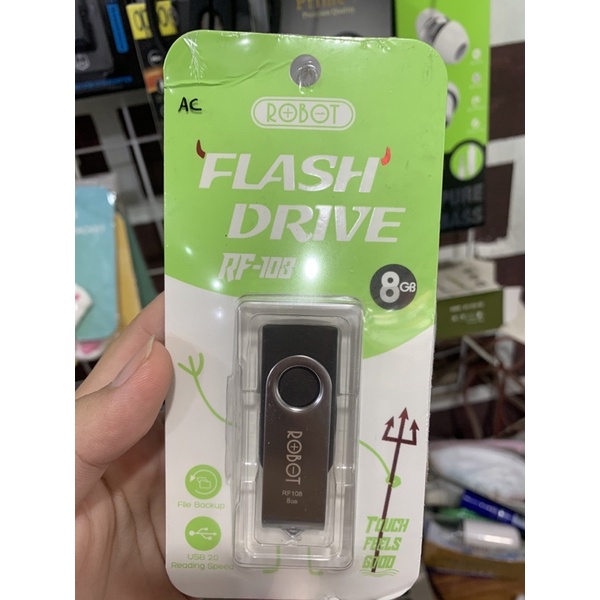 AC
ROBOT
FLASH
DRIVE
RF-108
8GB
ROBOT
RF108
8GB
File Backup
USB 2.0
Reading Speed
TOUCH
FEELS
GOOD